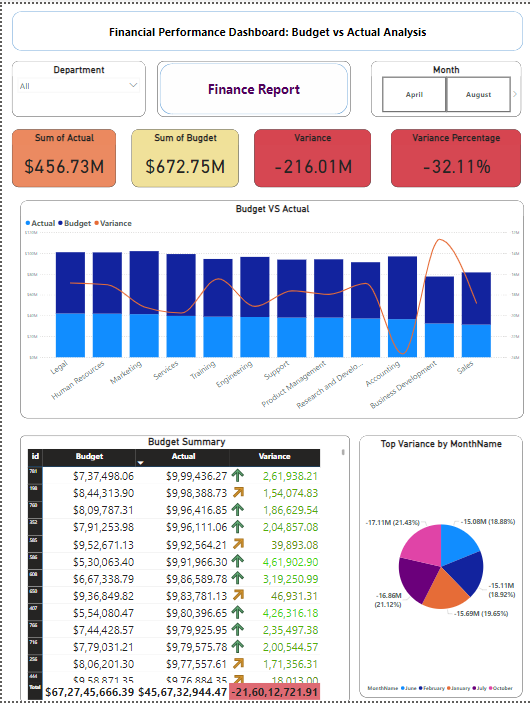 Financial Performance Dashboard: Budget vs Actual Analysis
Department
All
Finance Report
Month
April August
Sum of Actual
$456.73M
Sum of Bugdet
$672.75M
Variance
-216.01M
Variance Percentage
-32.11%
Budget VS Actual
Actual Budget Variance
Legal
Human Resources
Marketing
Services
Training
Engineering
Support
Product Management
Research and Develo...
Accounting
Business Development
Sales
Budget Summary
id Budget Actual Variance
$7,37,498.06 $9,99,436.27 2,61,938.21
$8,44,313.90 $9,98,388.73 1,54,074.83
$8,09,787.31 $9,96,416.85 1,86,629.54
$7,91,253.98 $9,96,111.06 2,04,857.08
$9,52,671.13 $9,92,564.21 39,893.08
$5,30,063.40 $9,91,966.30 4,61,902.90
$6,67,338.79 $9,86,589.78 3,19,250.99
$9,36,849.82 $9,83,781.13 46,931.31
$5,54,080.47 $9,80,396.65 4,26,316.18
$7,44,428.57 $9,79,925.95 2,35,497.38
$7,79,031.21 $9,79,575.78 2,00,544.57
$8,06,201.30 $9,77,557.61 1,71,356.31
$9,58,871.35 $9,76,884.35 18,013.00
Total $67,27,45,666.39 $45,67,32,944.47 -21,60,12,721.91
Top Variance by MonthName
-17.11M (21.43%)
-15.08M (18.88%)
-15.11M
(18.92%)
-16.86M
(21.12%)
-15.69M (19.65%)
MonthName June February January July October